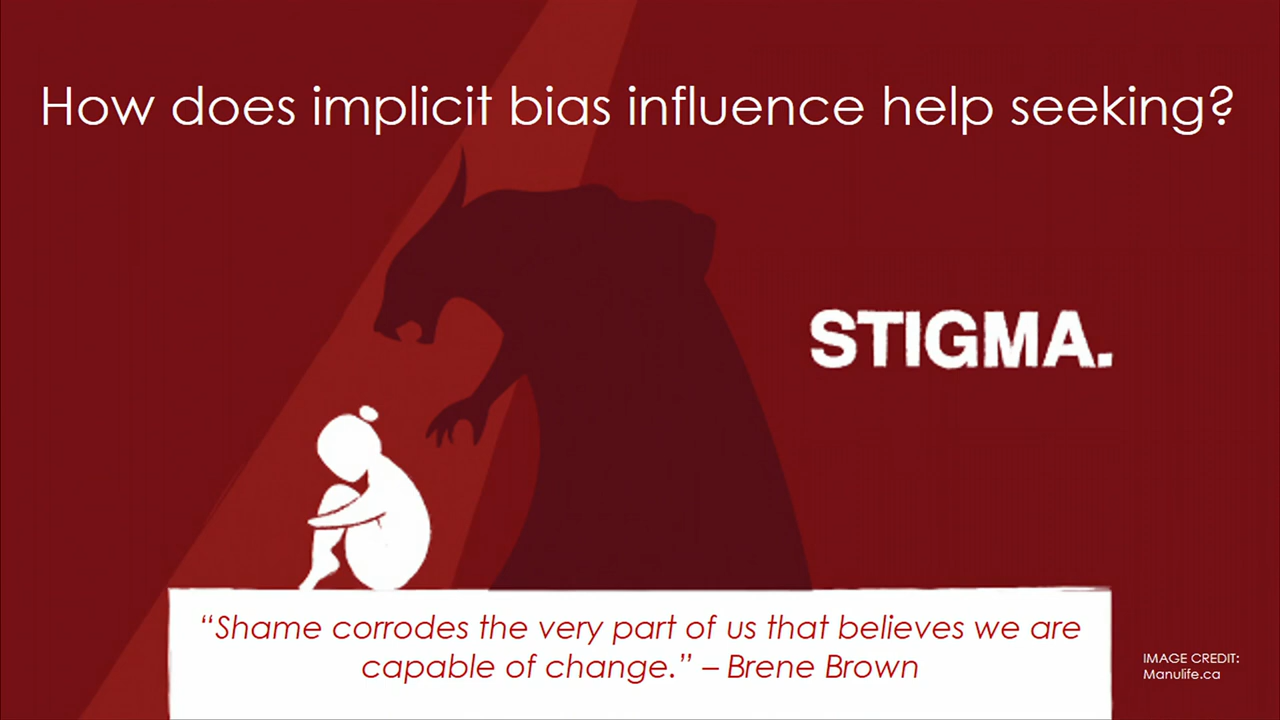 How does implicit bias influence help seeking?
STIGMA.
“Shame corrodes the very part of us that believes we are
capable of change.” – Brene Brown
IMAGE CREDIT:
Manulife.ca